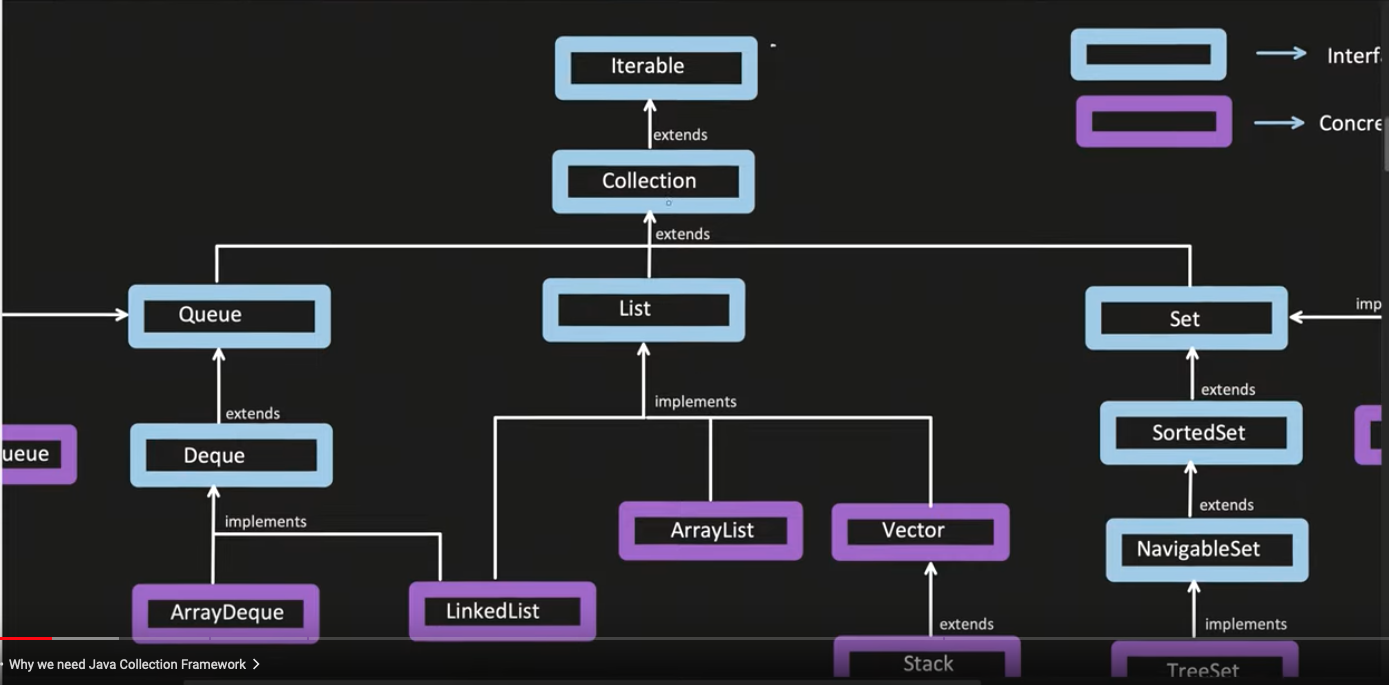 Iterable
Interf
extends
Concre
Collection
extends
Queue
List
Set
imp
extends
implements
extends
ueue
Deque
SortedSet
implements
ArrayList
Vector
extends
NavigableSet
ArrayDeque
LinkedList
extends
implements
Stack
TreeSet
Why we need Java Collection Framework